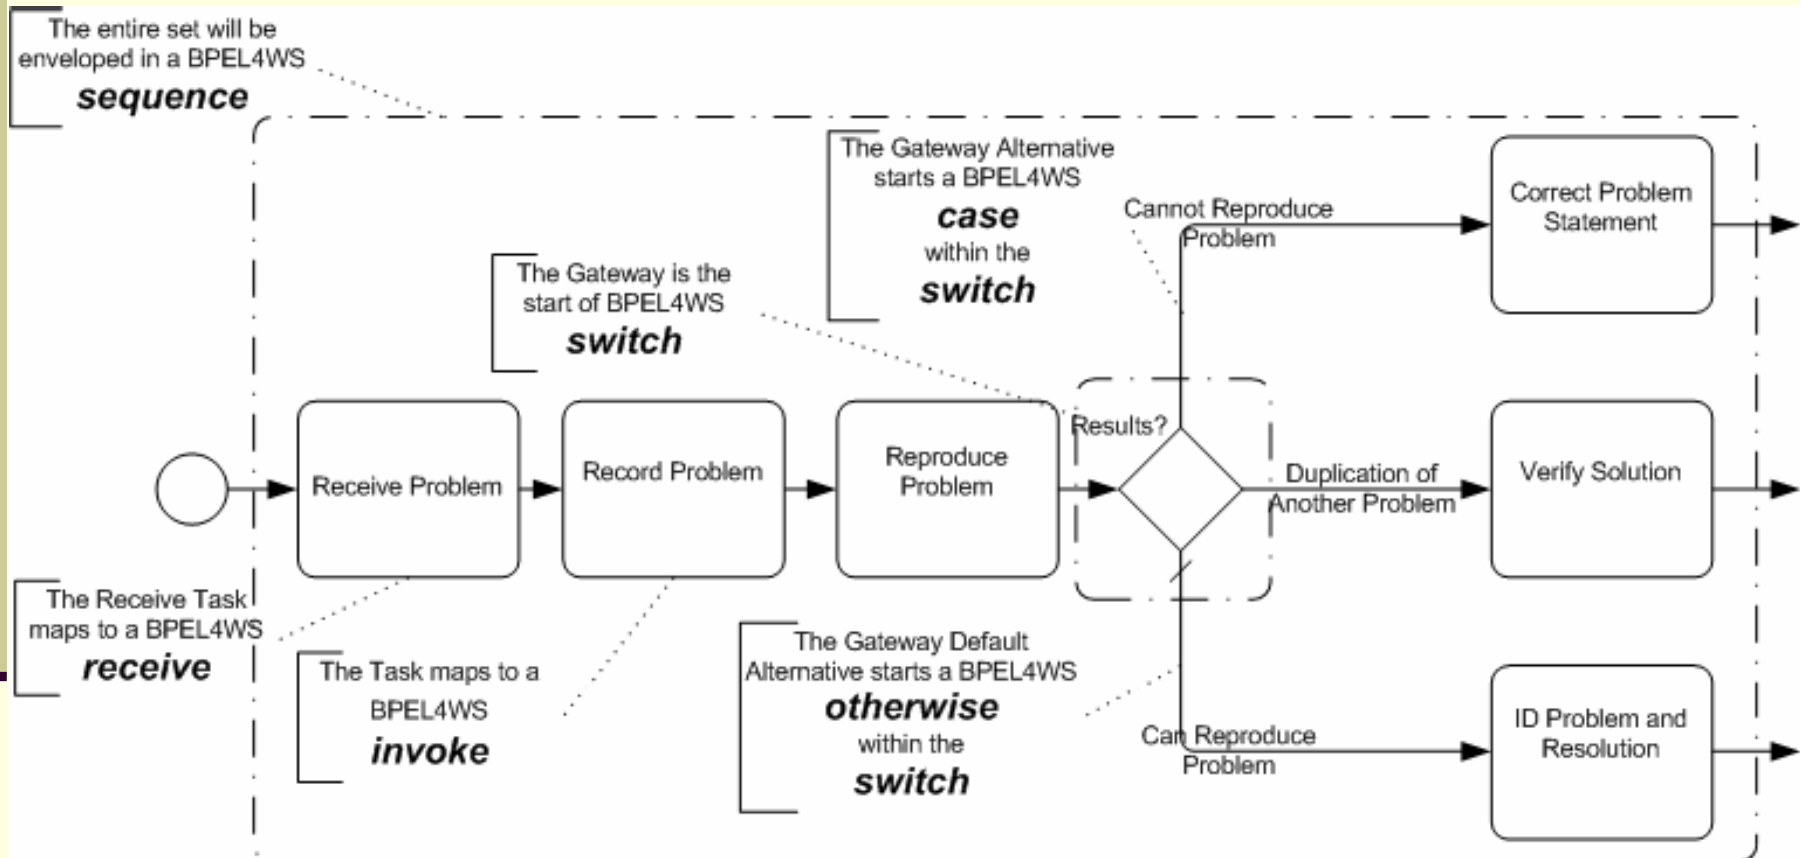 The entire set will be
enveloped in a BPEL4WS
sequence
The Gateway Alternative
starts a BPEL4WS
case
within the
switch
Cannot Reproduce
Problem
Correct Problem
Statement
The Gateway is the
start of BPEL4WS
switch
Receive Problem
Record Problem
Reproduce
Problem
Results?
Duplication of
Another Problem
Verify Solution
The Receive Task
maps to a BPEL4WS
receive
The Task maps to a
BPEL4WS
invoke
The Gateway Default
Alternative starts a BPEL4WS
otherwise
within the
switch
Can Reproduce
Problem
ID Problem and
Resolution